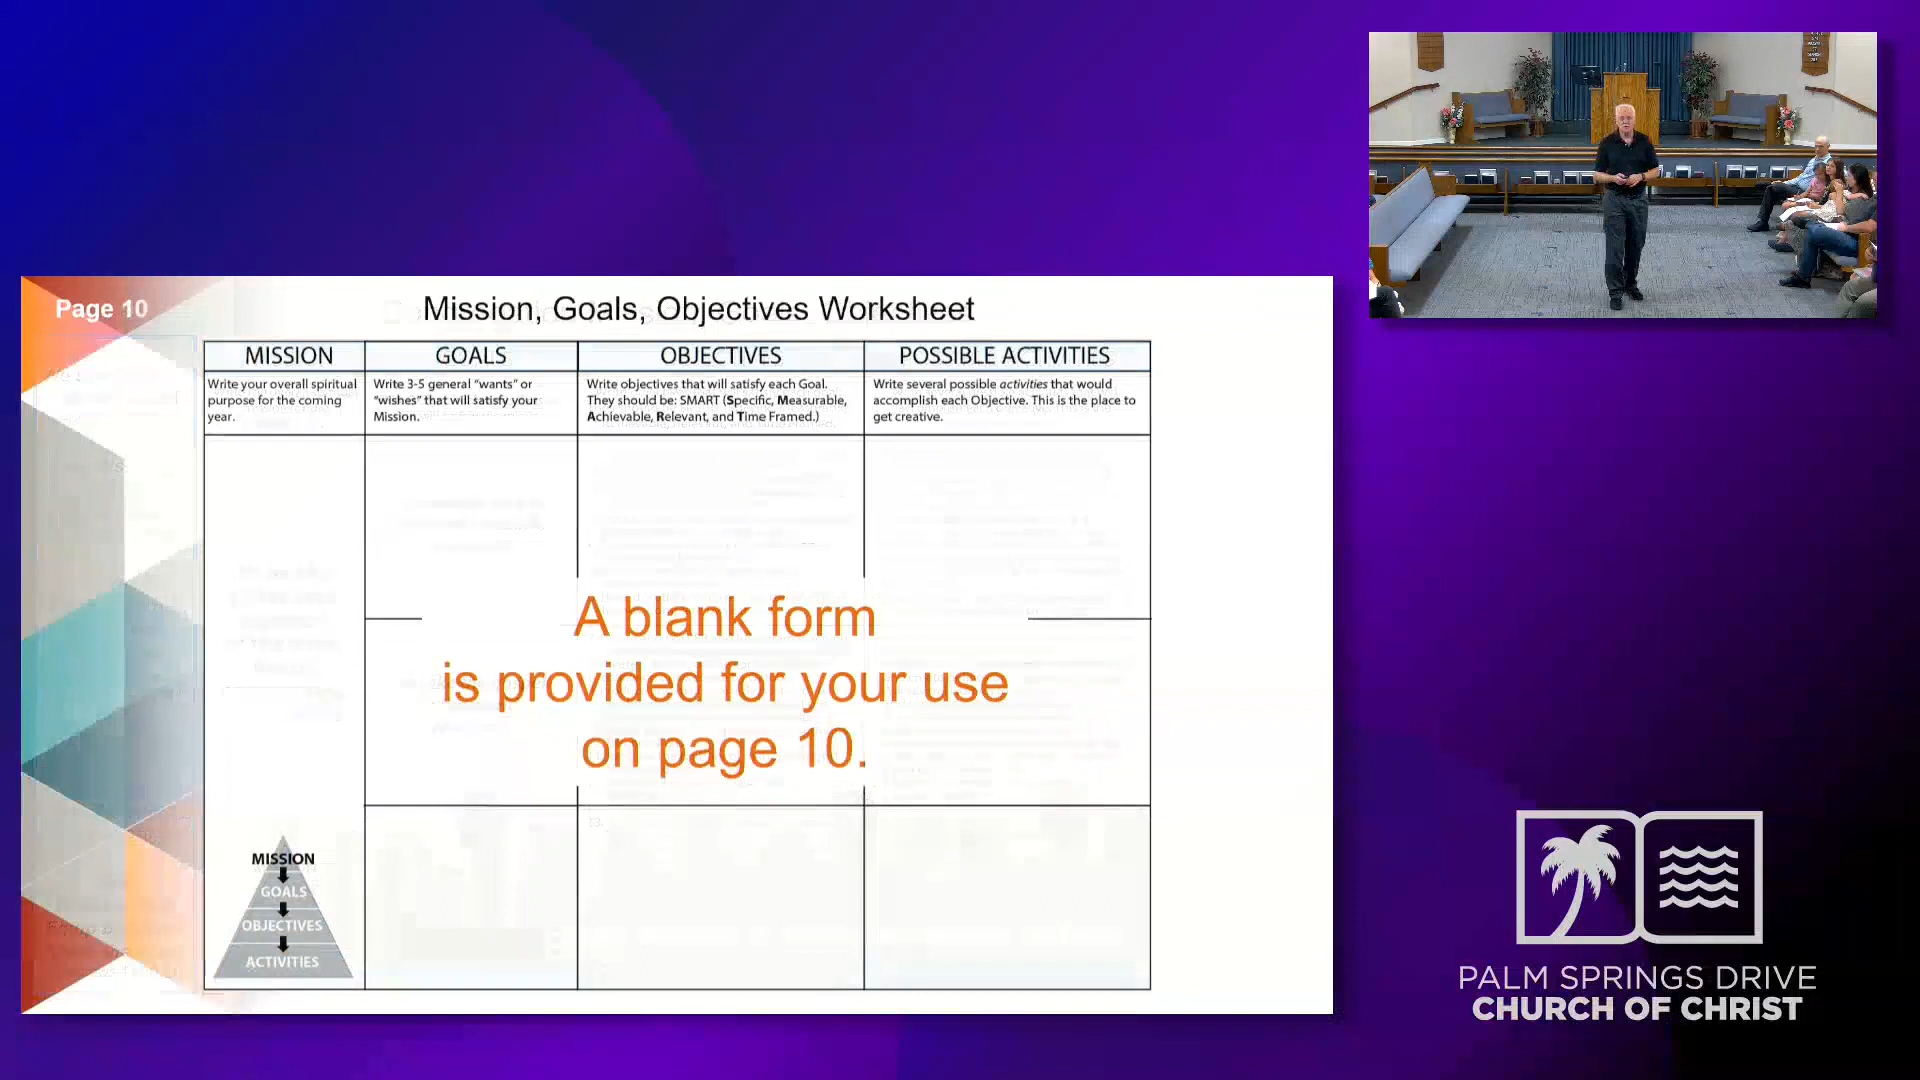 Page 10
Mission, Goals, Objectives Worksheet
MISSION
GOALS
OBJECTIVES
POSSIBLE ACTIVITIES
Write your overall spiritual
purpose for the coming
year.
Write 3-5 general “wants” or
“wishes” that will satisfy your
Mission.
Write objectives that will satisfy each Goal.
They should be: SMART (Specific, Measurable,
Achievable, Relevant, and Time Framed.)
Write several possible activities that would
accomplish each Objective. This is the place to
get creative.
A blank form
is provided for your use
on page 10.
MISSION
GOALS
OBJECTIVES
ACTIVITIES
PALM SPRINGS DRIVE
CHURCH OF CHRIST